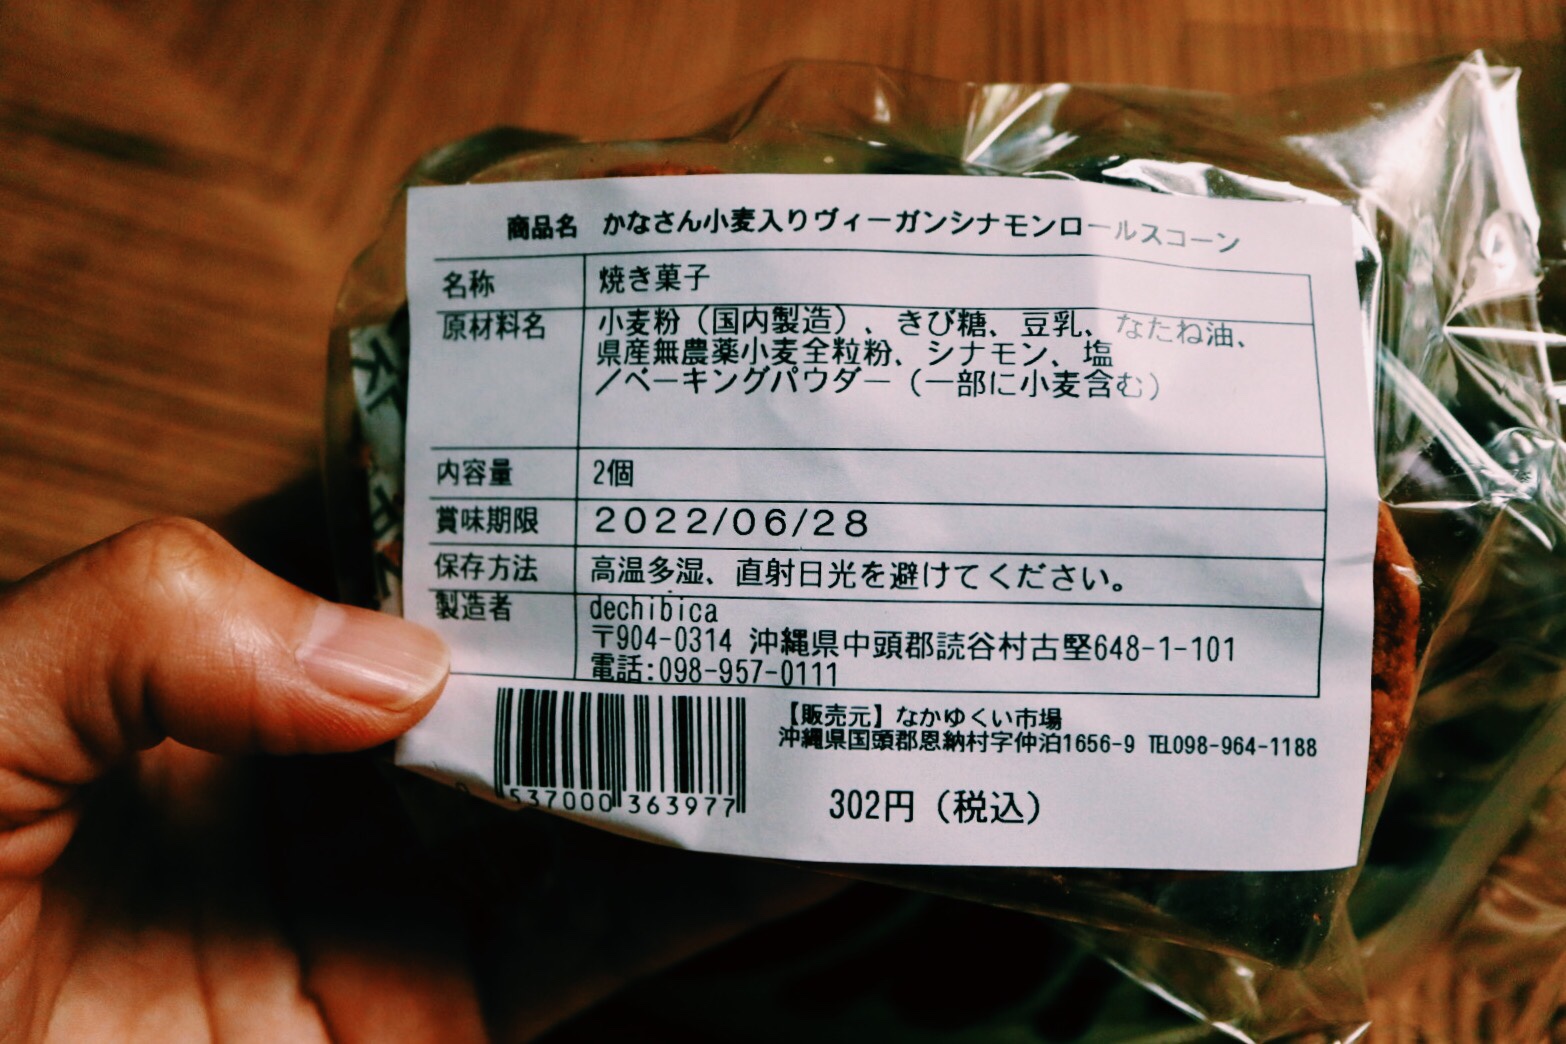 商品名 かなさん小麦入りヴィーガンシナモンロールスコーン
名称 焼き菓子
原材料名 小麦粉（国内製造）、きび糖、豆乳、なたね油、
県産無農薬小麦全粒粉、シナモン、塩
／ベーキングパウダー（一部に小麦含む）
内容量 2個
賞味期限 2022/06/28
保存方法 高温多湿、直射日光を避けてください。
製造者 dechibica
〒904-0314 沖縄県中頭郡読谷村古堅648-1-101
電話:098-957-0111
【販売元】なかゆくい市場
沖縄県国頭郡恩納村字仲泊1656-9 TEL098-964-1188
537000 363977
302円（税込）